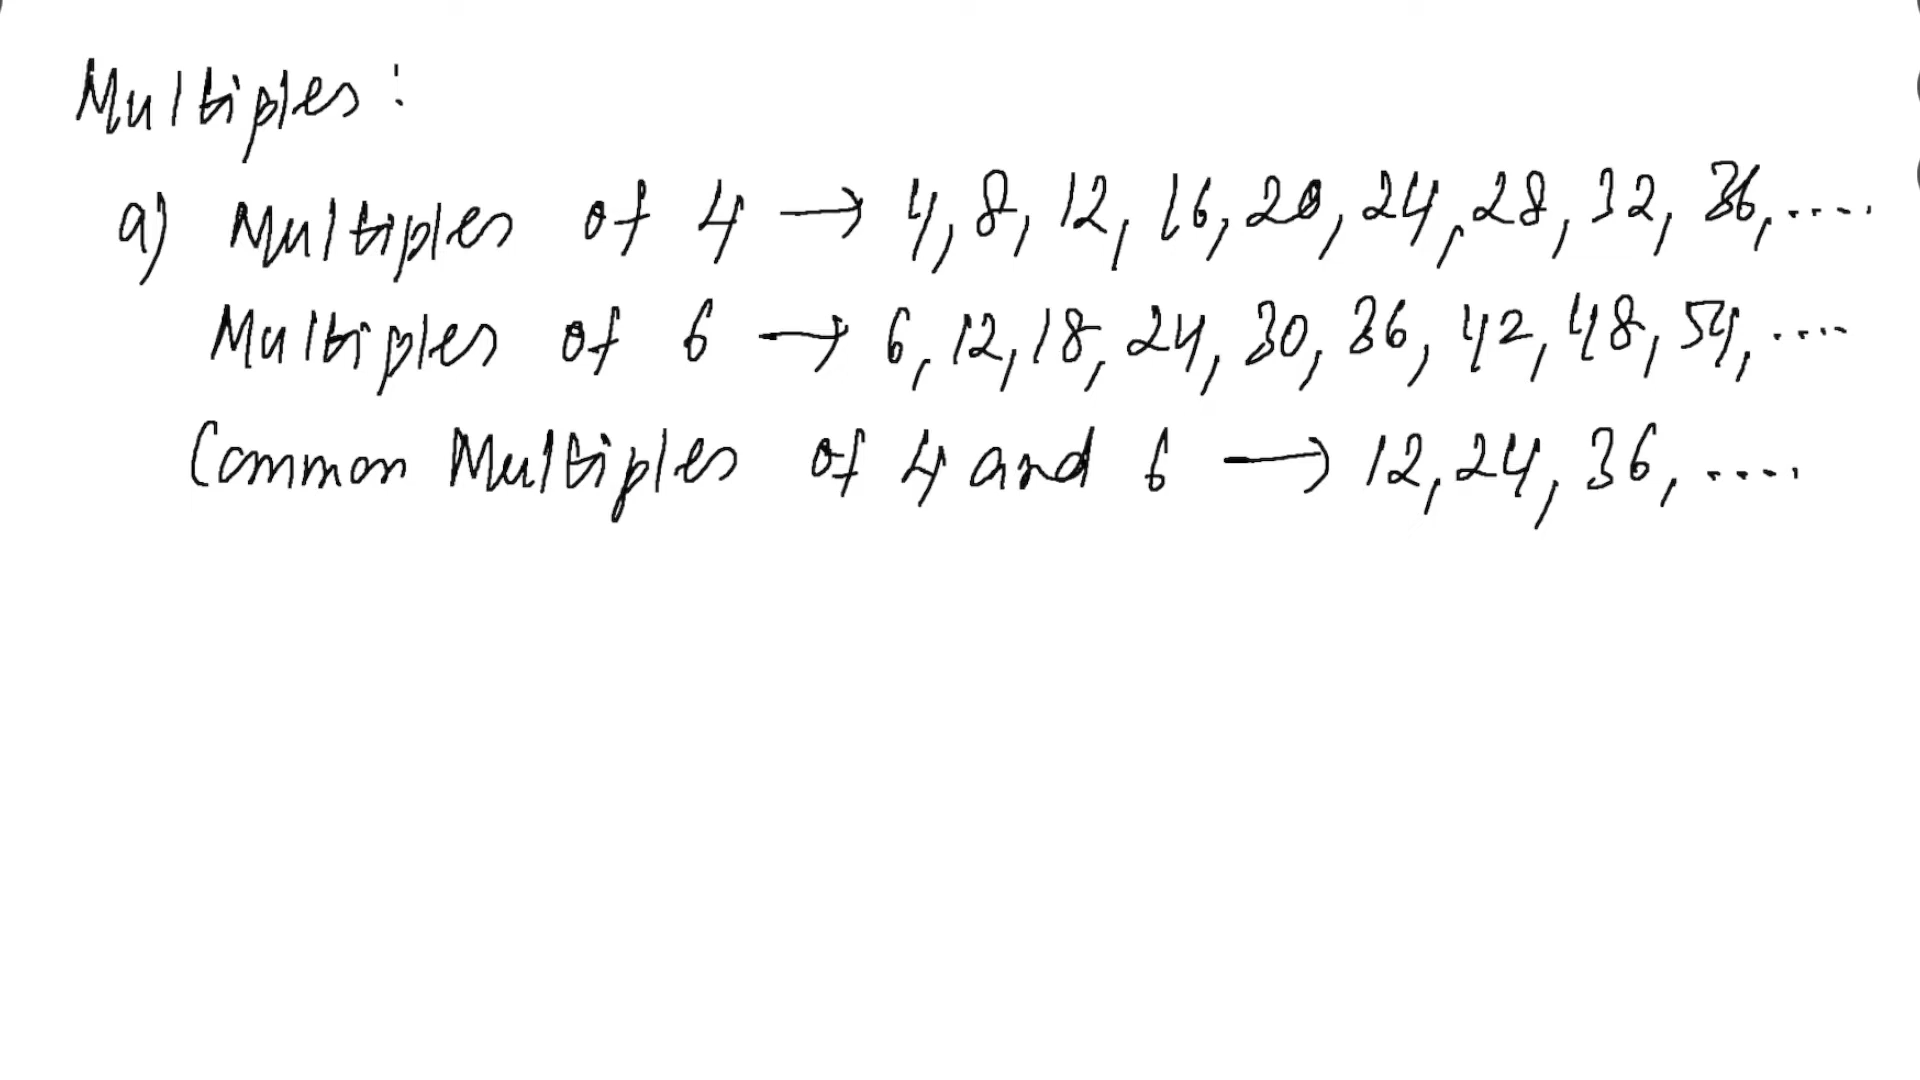 Multiples:
a) Multiples of 4 → 4, 8, 12, 16, 20, 24, 28, 32, 36, ....
Multiples of 6 → 6, 12, 18, 24, 30, 36, 42, 48, 54, ....
Common Multiples of 4 and 6 → 12, 24, 36, ....